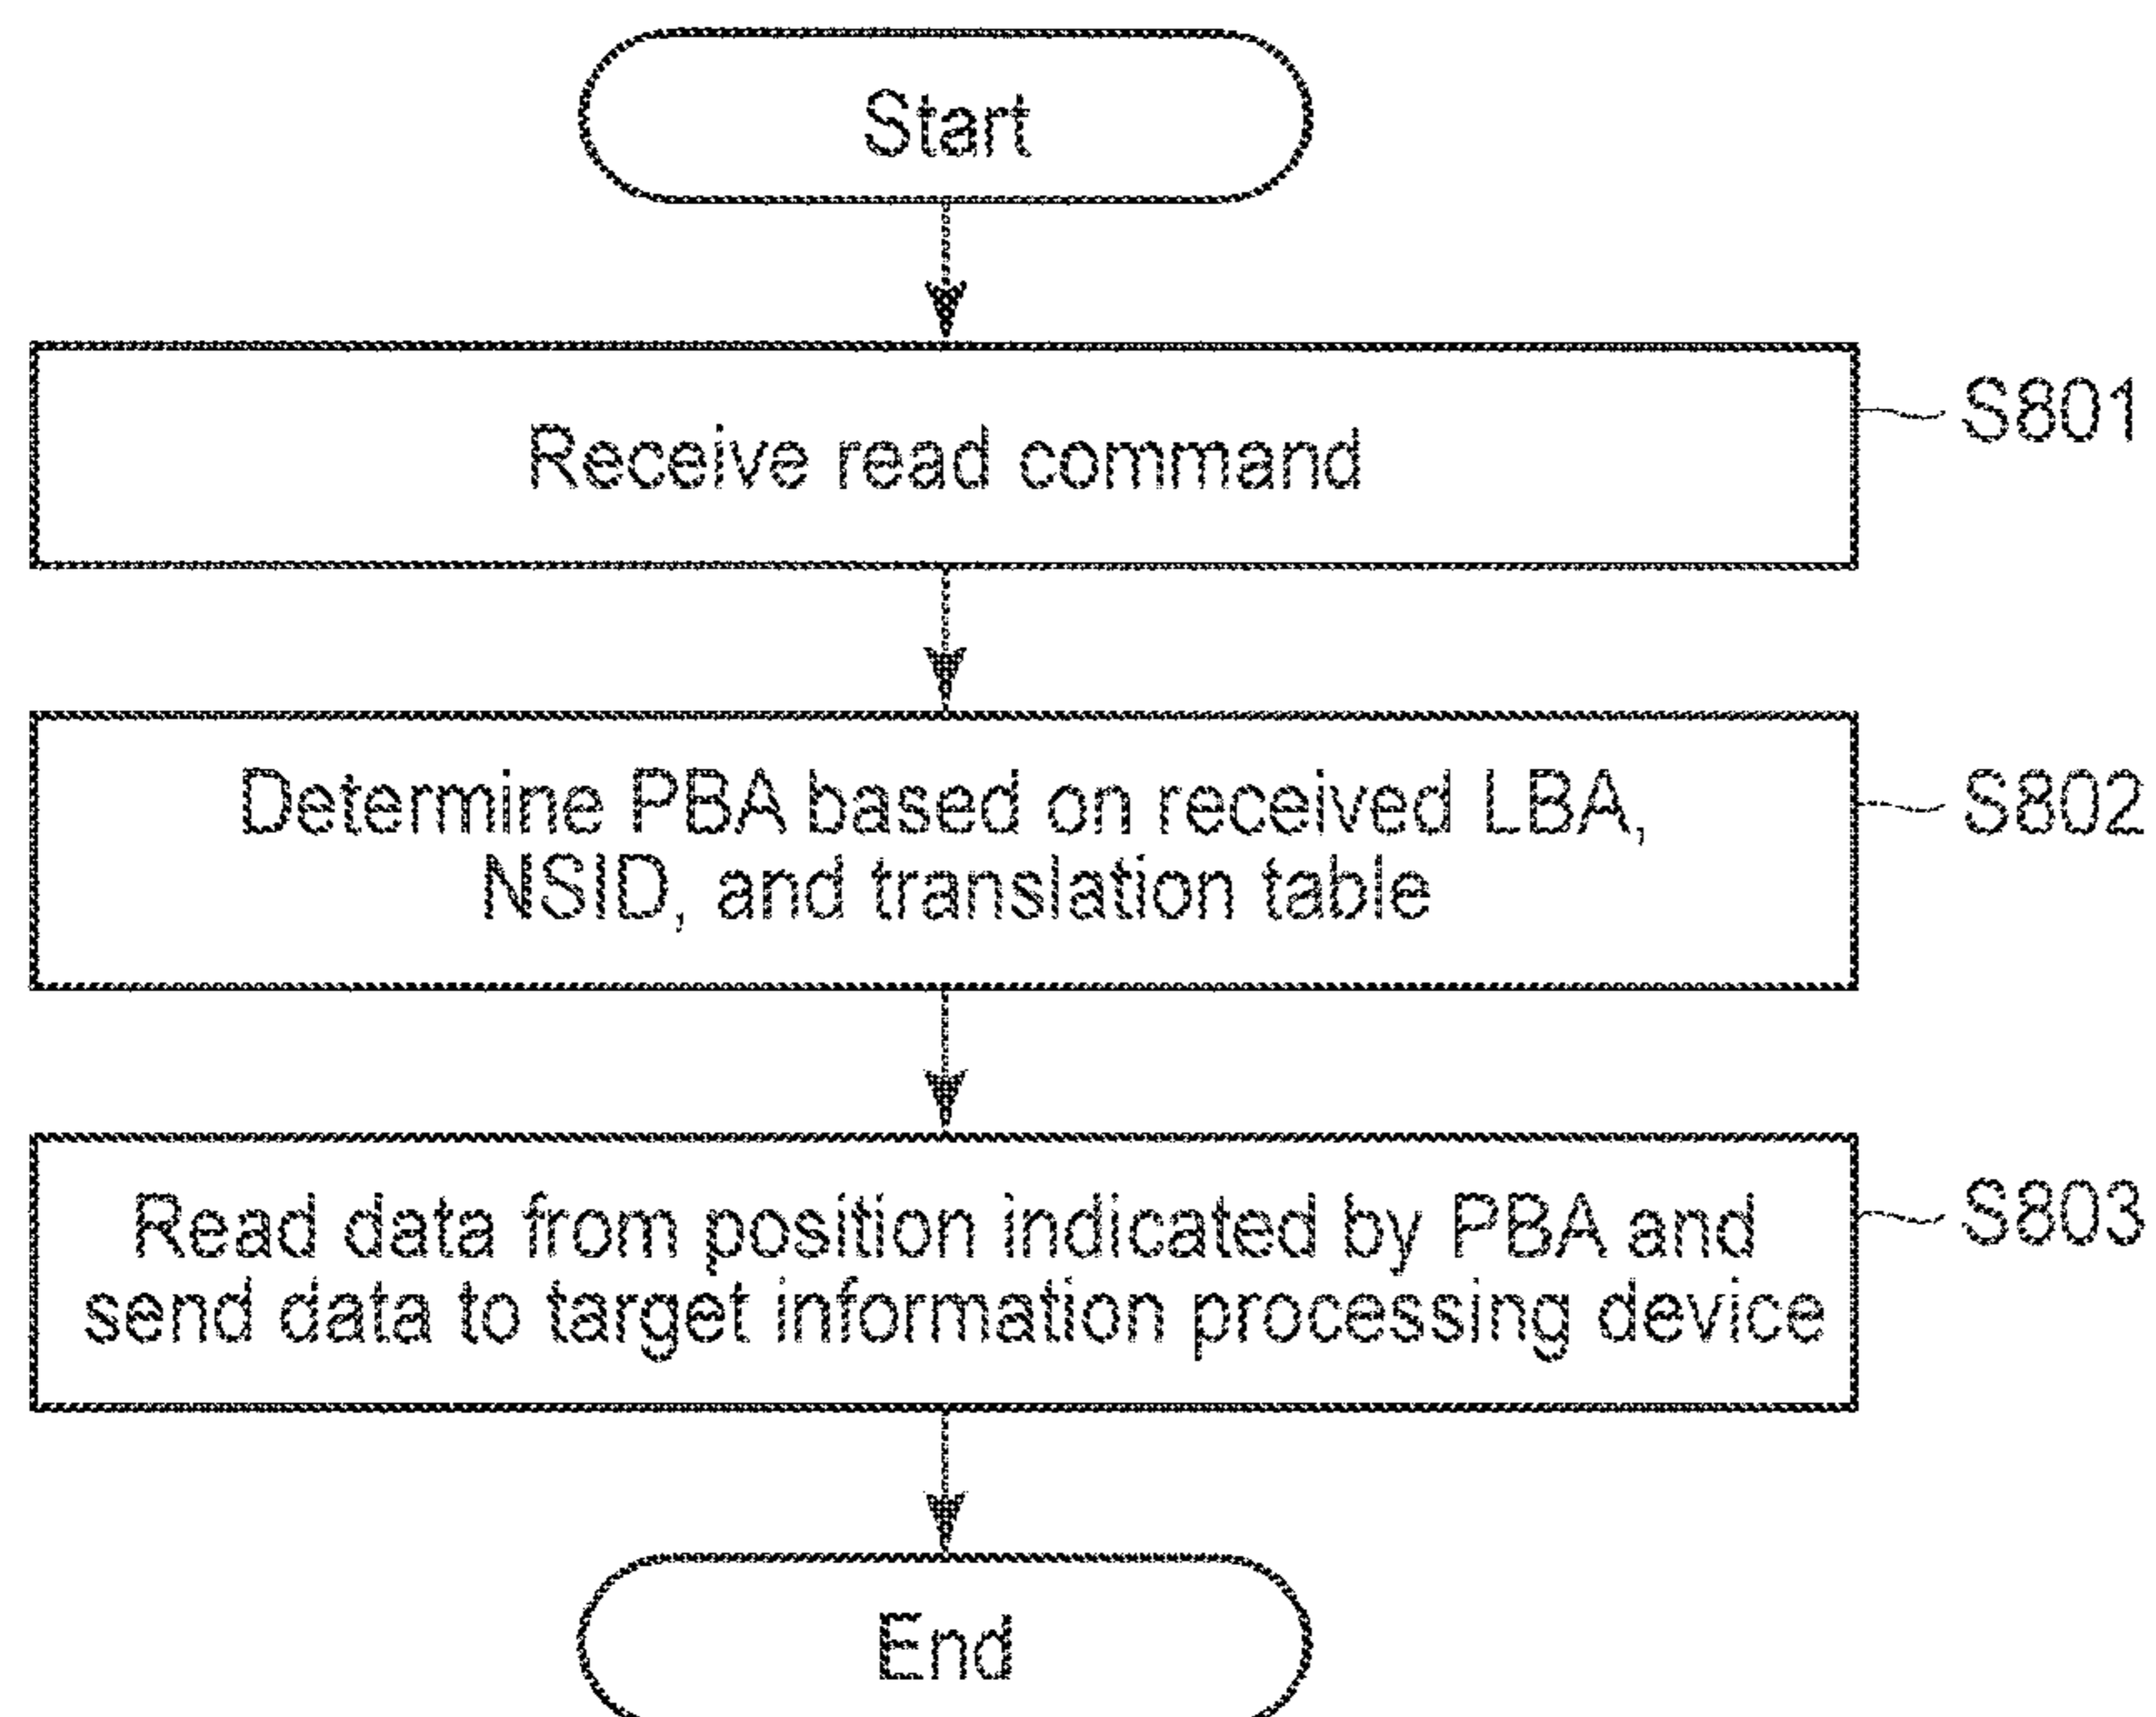 Start
Receive read command
S801
Determine PBA based on received LBA,
NSID, and translation table
S802
Read data from position indicated by PBA and
send data to target information processing device
S803
End